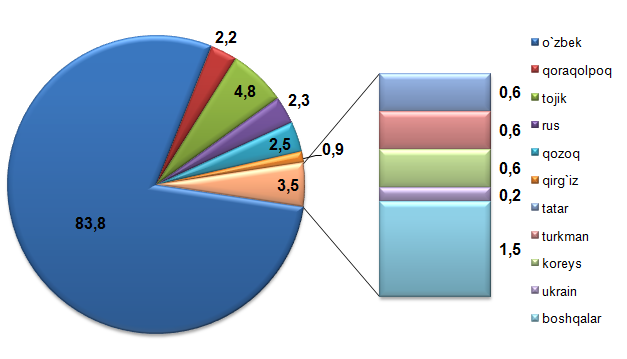 2,2
4,8
2,3
2,5
0,9
3,5
83,8
0,6
0,6
0,6
0,2
1,5
o`zbek
qoraqolpoq
tojik
rus
qozoq
qirg`iz
tatar
turkman
koreys
ukrain
boshqalar